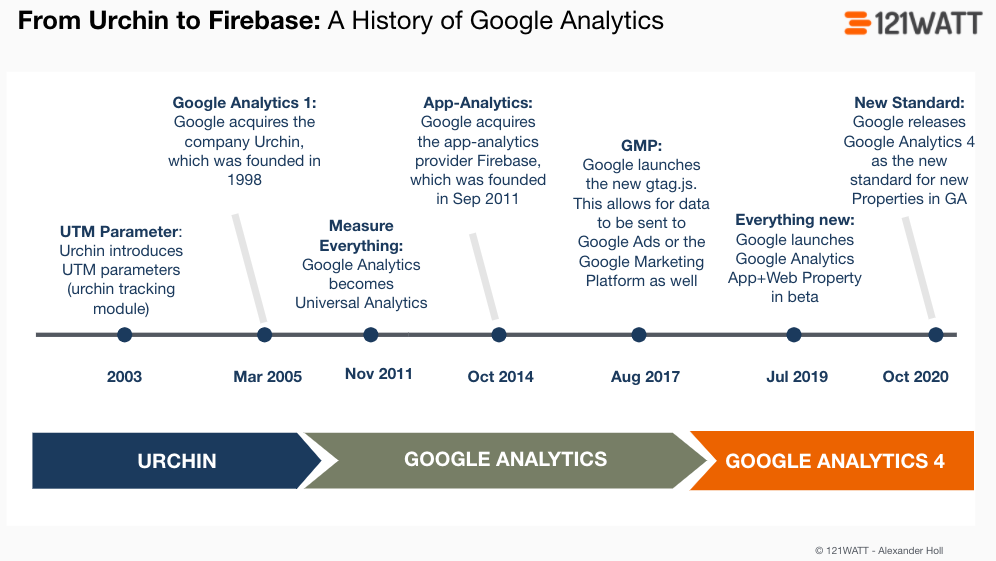 From Urchin to Firebase: A History of Google Analytics
121WATT
Google Analytics 1:
Google acquires the
company Urchin,
which was founded in
1998
App-Analytics:
Google acquires
the app-analytics
provider Firebase,
which was founded
in Sep 2011
New Standard:
Google releases
Google Analytics 4
as the new
standard for new
Properties in GA
GMP:
Google launches
the new gtag.js.
This allows for data
to be sent to
Google Ads or the
Google Marketing
Platform as well
UTM Parameter:
Urchin introduces
UTM parameters
(urchin tracking
module)
Measure
Everything:
Google Analytics
becomes
Universal Analytics
Everything new:
Google launches
Google Analytics
App+Web Property
in beta
2003
Mar 2005
Nov 2011
Oct 2014
Aug 2017
Jul 2019
Oct 2020
URCHIN
GOOGLE ANALYTICS
GOOGLE ANALYTICS 4
© 121WATT - Alexander Holl